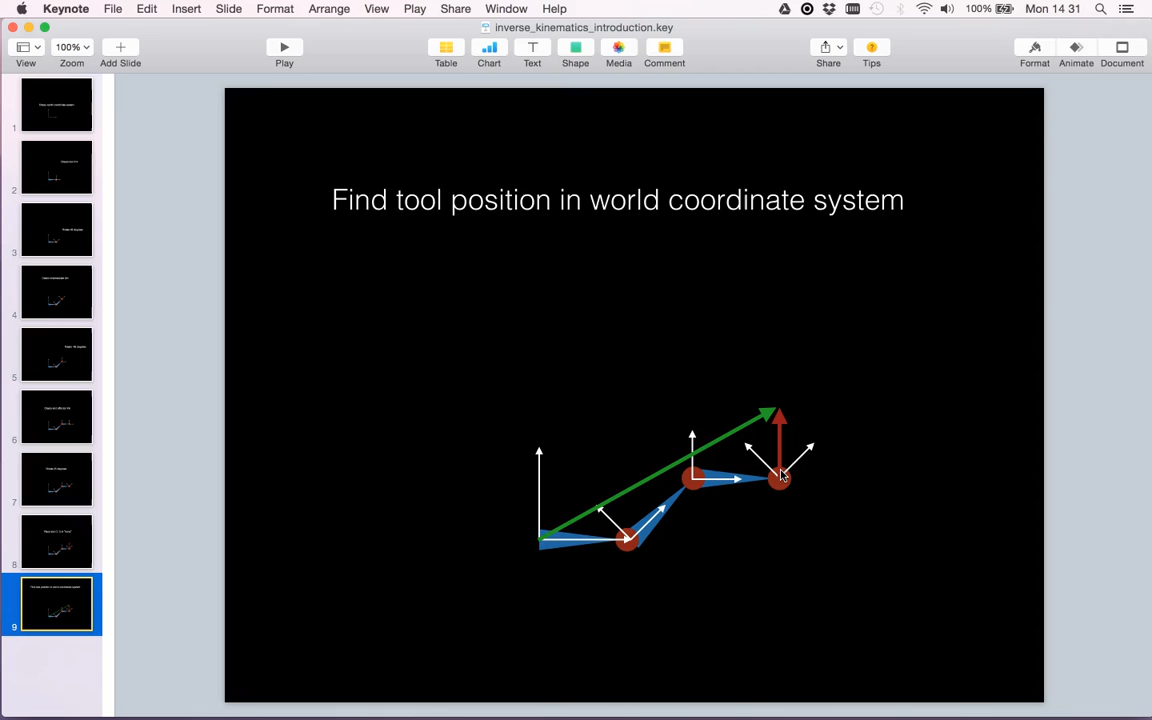 Keynote File Edit Insert Slide Format Arrange View Play Share Window Help 100% Mon 14 31
inverse_kinematics_introduction.key
100%
View Zoom Add Slide Play Table Chart Text Shape Media Comment Share Tips Format Animate Document
Find tool position in world coordinate system
1
2
3
4
5
6
7
8
9